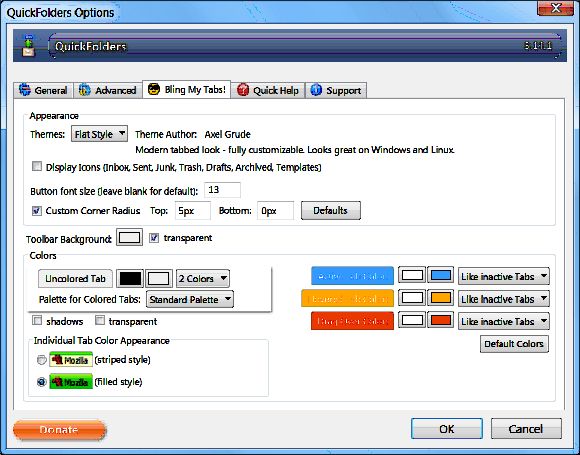 QuickFolders Options
QuickFolders 3.14.1
General Advanced Bling My Tabs! Quick Help Support
Appearance
Themes: Flat Style Theme Author: Axel Grude
Modern tabbed look - fully customizable. Looks great on Windows and Linux.
Display Icons (Inbox, Sent, Junk, Trash, Drafts, Archived, Templates)
Button font size (leave blank for default): 13
Custom Corner Radius Top: 5px Bottom: 0px Defaults
Toolbar Background: transparent
Colors
Uncolored Tab 2 Colors
Palette for Colored Tabs: Standard Palette
shadows transparent
Like inactive Tabs
Like inactive Tabs
Like inactive Tabs
Default Colors
Individual Tab Color Appearance
Mozilla (striped style)
Mozilla (filled style)
Donate OK Cancel